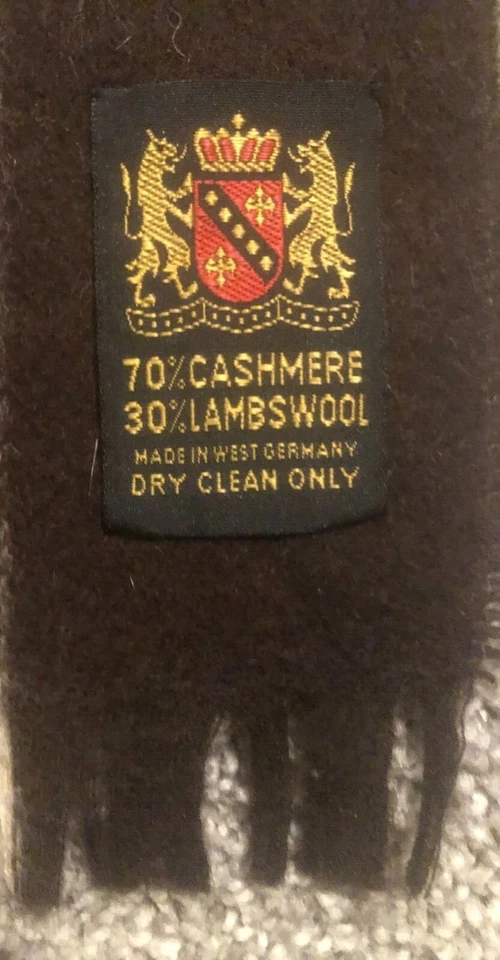 70% CASHMERE
30% LAMBSWOOL
MADE IN WEST GERMANY
DRY CLEAN ONLY